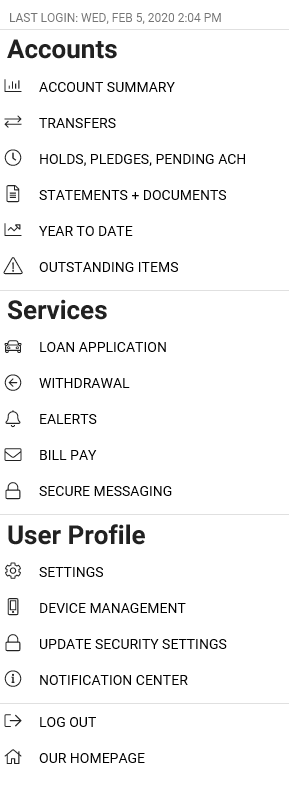 LAST LOGIN: WED, FEB 5, 2020 2:04 PM
Accounts
ACCOUNT SUMMARY
TRANSFERS
HOLDS, PLEDGES, PENDING ACH
STATEMENTS + DOCUMENTS
YEAR TO DATE
OUTSTANDING ITEMS
Services
LOAN APPLICATION
WITHDRAWAL
EALERTS
BILL PAY
SECURE MESSAGING
User Profile
SETTINGS
DEVICE MANAGEMENT
UPDATE SECURITY SETTINGS
NOTIFICATION CENTER
LOG OUT
OUR HOMEPAGE